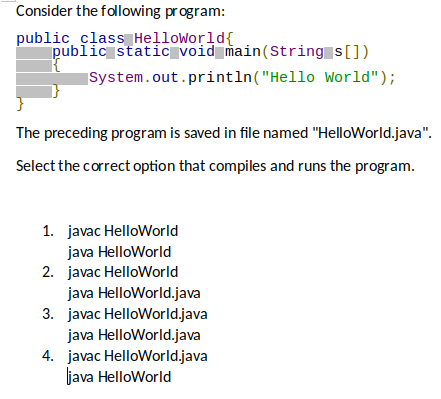 Consider the following program:
public class HelloWorld{
public static void main(String s[])
{
System.out.println("Hello World");
}
}
The preceding program is saved in file named "HelloWorld.java".
Select the correct option that compiles and runs the program.
1. javac HelloWorld
java HelloWorld
2. javac HelloWorld
java HelloWorld.java
3. javac HelloWorld.java
java HelloWorld.java
4. javac HelloWorld.java
java HelloWorld